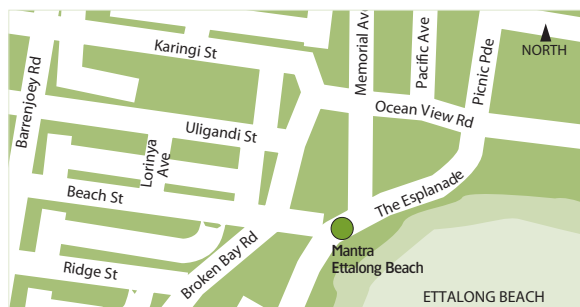 Karingi St
Memorial Ave
Pacific Ave
Picnic Pde
NORTH
Barrenjoey Rd
Ocean View Rd
Uligandi St
Lorinya
Ave
Beach St
The Esplanade
Broken Bay Rd
Mantra
Ettalong Beach
Ridge St
ETTALONG BEACH